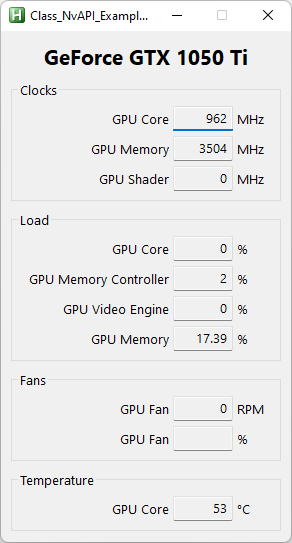 Class_NvAPI_Exampl...
GeForce GTX 1050 Ti
Clocks
GPU Core 962 MHz
GPU Memory 3504 MHz
GPU Shader 0 MHz
Load
GPU Core 0 %
GPU Memory Controller 2 %
GPU Video Engine 0 %
GPU Memory 17.39 %
Fans
GPU Fan 0 RPM
GPU Fan %
Temperature
GPU Core 53 °C